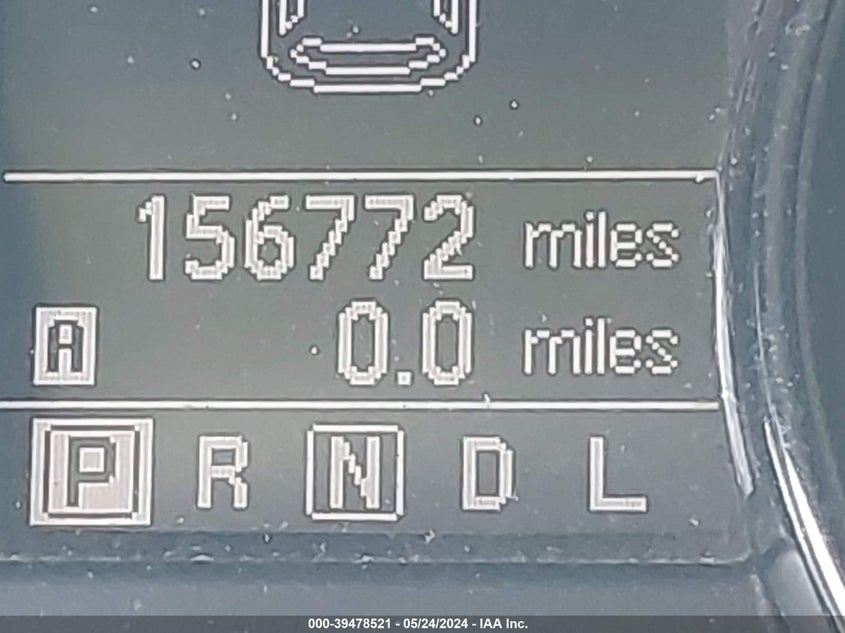 156772 miles
A 0.0 miles
P R N D L
000-39478521 - 05/24/2024 - IAA Inc.